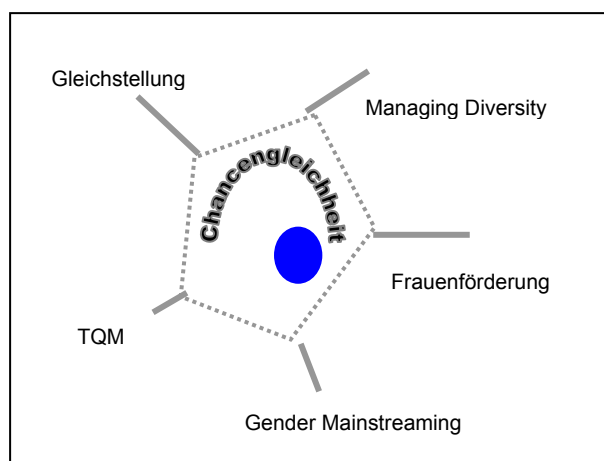 Gleichstellung
Managing Diversity
Chancengleichheit
Frauenförderung
TQM
Gender Mainstreaming